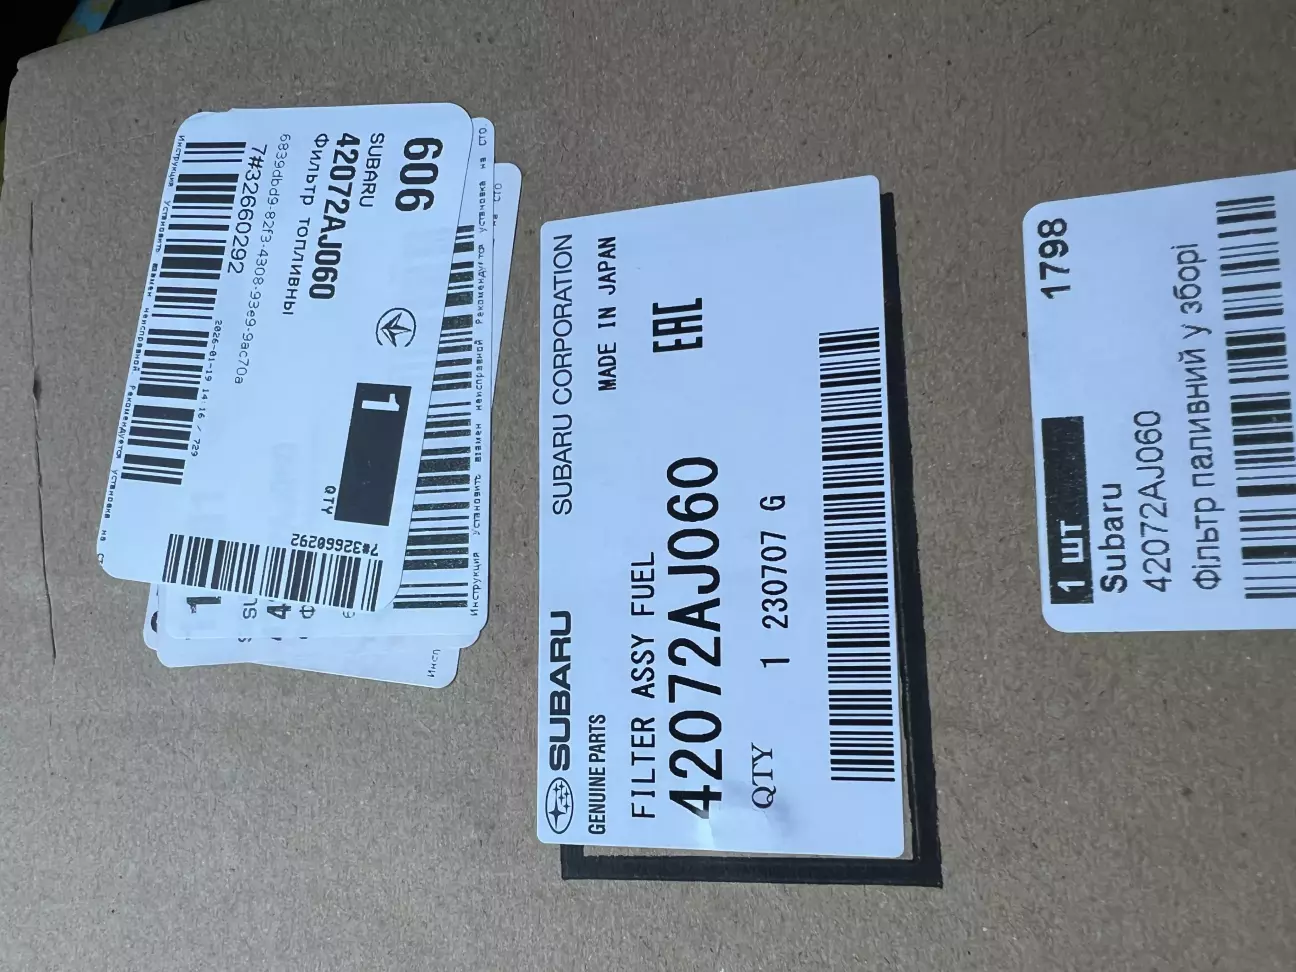 606
SUBARU
42072AJ060
Фильтр топливны
6839dbd9-82f3-4308-93e9-9ac70a
7#32660292
2026-01-19 14:16 / 729
1
QTY
7#32660292
SUBARU
SUBARU CORPORATION
GENUINE PARTS
MADE IN JAPAN
FILTER ASSY FUEL
EAC
42072AJ060
QTY 1 230707 G
1 шт
1798
Subaru
42072AJ060
Фільтр паливний у зборі